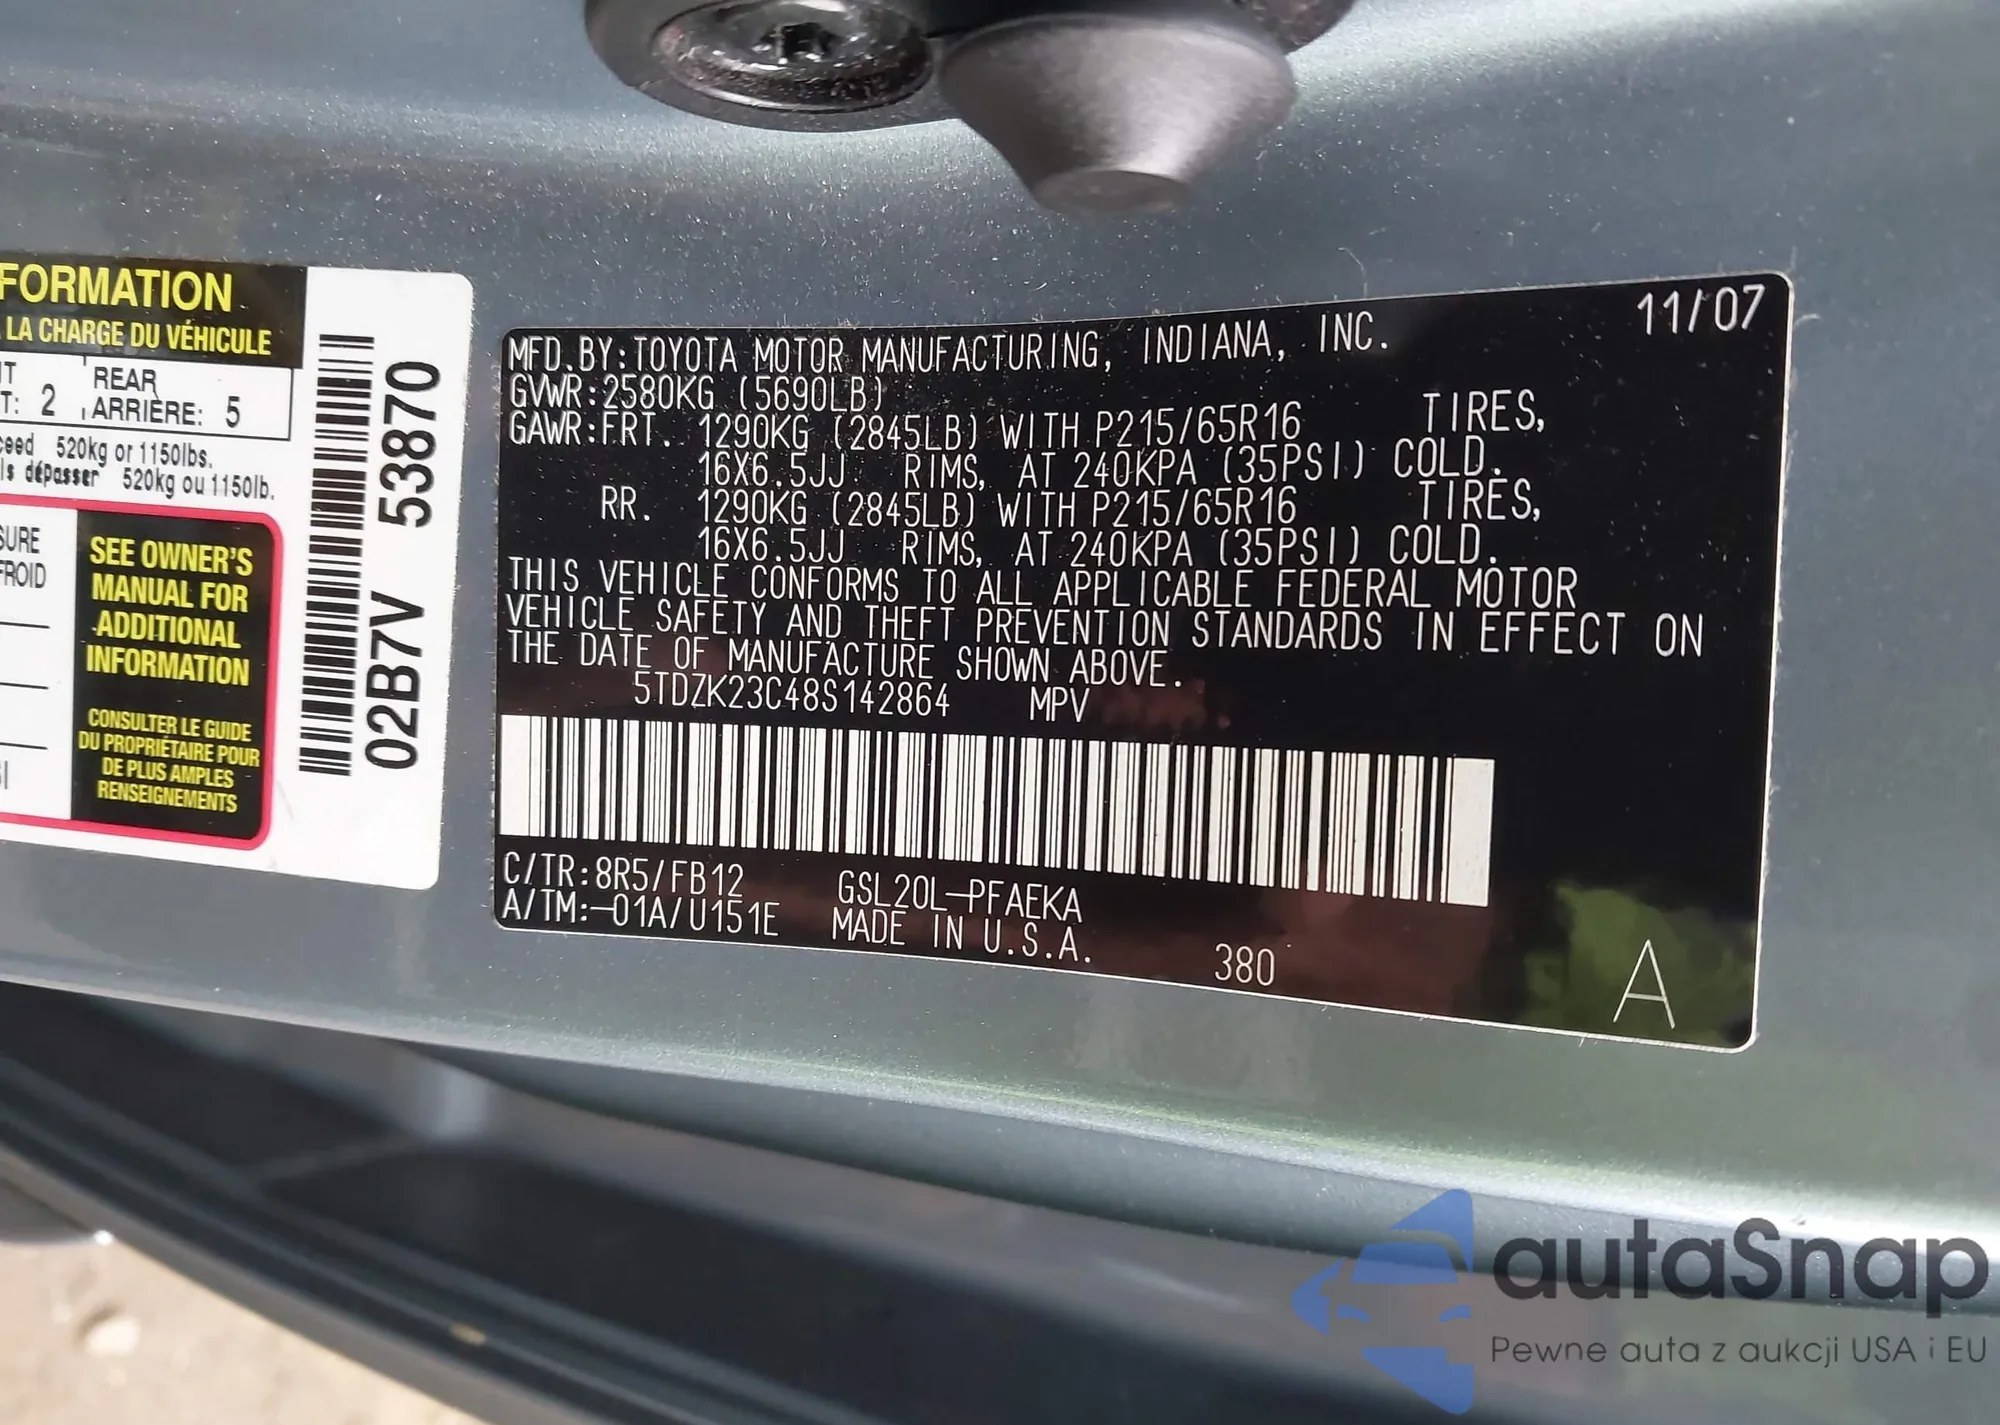 FORMATION
LA CHARGE DU VÉHICULE
REAR
T: 2 ARRIÈRE: 5
520kg or 1150lbs.
dépasser 520kg ou 1150lb.
SURE
FROID
SEE OWNER'S
MANUAL FOR
ADDITIONAL
INFORMATION
CONSULTER LE GUIDE
DU PROPRIÉTAIRE POUR
DE PLUS AMPLES
RENSEIGNEMENTS
02B7V 53870
11/07
MFD.BY:TOYOTA MOTOR MANUFACTURING, INDIANA, INC.
GVWR:2580KG (5690LB)
GAWR:FRT. 1290KG (2845LB) WITH P215/65R16 TIRES,
16X6.5JJ RIMS, AT 240KPA (35PSI) COLD.
RR. 1290KG (2845LB) WITH P215/65R16 TIRES,
16X6.5JJ RIMS, AT 240KPA (35PSI) COLD.
THIS VEHICLE CONFORMS TO ALL APPLICABLE FEDERAL MOTOR
VEHICLE SAFETY AND THEFT PREVENTION STANDARDS IN EFFECT ON
THE DATE OF MANUFACTURE SHOWN ABOVE.
5TDZK23C48S142864 MPV
C/TR:8R5/FB12 GSL20L-PFAEKA
A/TM:-01A/U151E MADE IN U.S.A.
380
A
autaSnap
Pewne auta z aukcji USA i EU